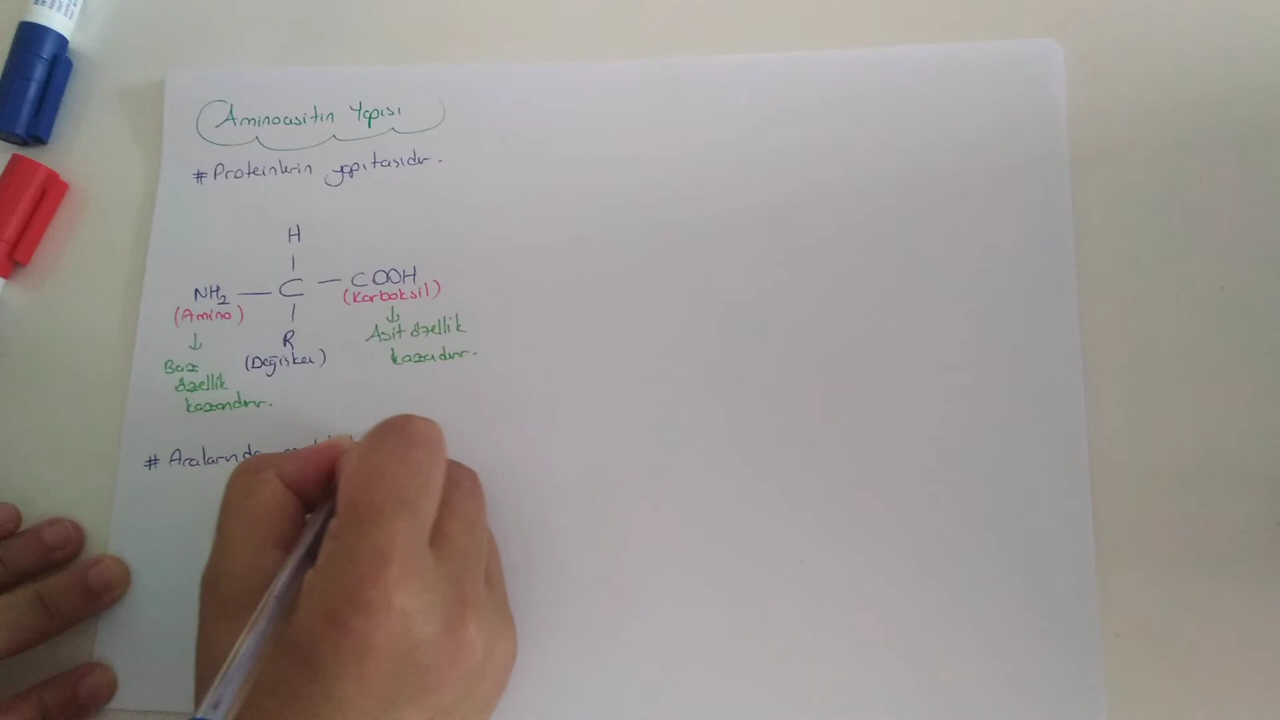 Aminoasitin Yapısı
#Proteinlerin yapıtaşıdır.
H
NH2 — C — COOH
(Amino)
(Karboksil)
R
(Değişken)
↓
Baz
özellik
kazandırır.
↓
Asit özellik
kazandırır.
# Aralarında